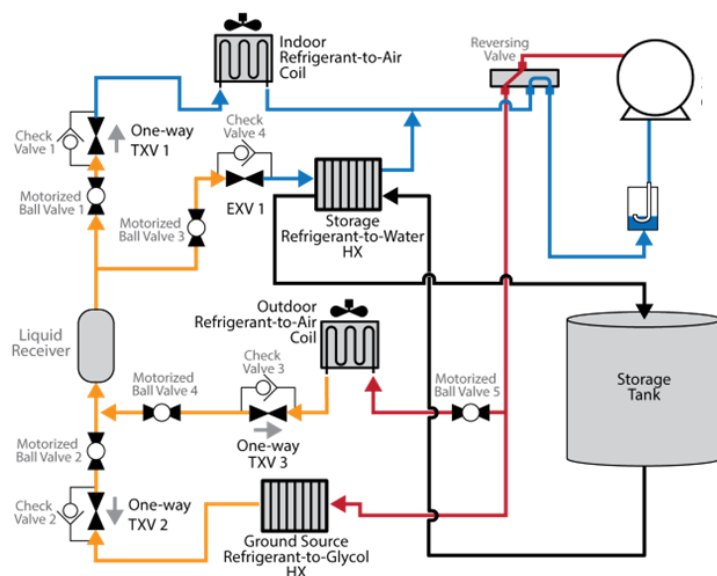 Indoor
Refrigerant-to-Air
Coil
Reversing
Valve
Check
Valve 1
One-way
TXV 1
Check
Valve 4
Motorized
Ball Valve 1
Motorized
Ball Valve 3
EXV 1
Storage
Refrigerant-to-Water
HX
Liquid
Receiver
Outdoor
Refrigerant-to-Air
Coil
Check
Valve 3
Motorized
Ball Valve 4
Motorized
Ball Valve 5
Storage
Tank
Motorized
Ball Valve 2
One-way
TXV 3
Check
Valve 2
One-way
TXV 2
Ground Source
Refrigerant-to-Glycol
HX